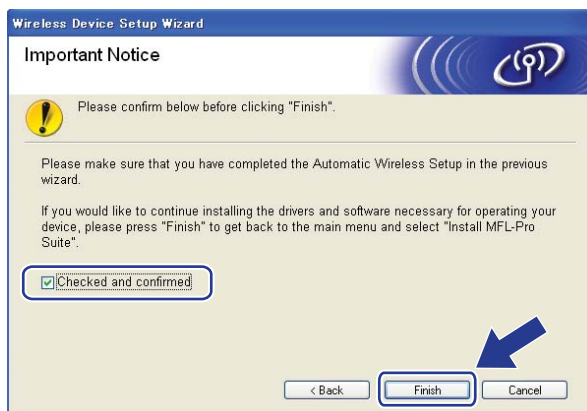 Wireless Device Setup Wizard
Important Notice
Please confirm below before clicking "Finish".
Please make sure that you have completed the Automatic Wireless Setup in the previous
wizard.
If you would like to continue installing the drivers and software necessary for operating your
device, please press "Finish" to get back to the main menu and select "Install MFL-Pro
Suite".
Checked and confirmed
< Back
Finish
Cancel